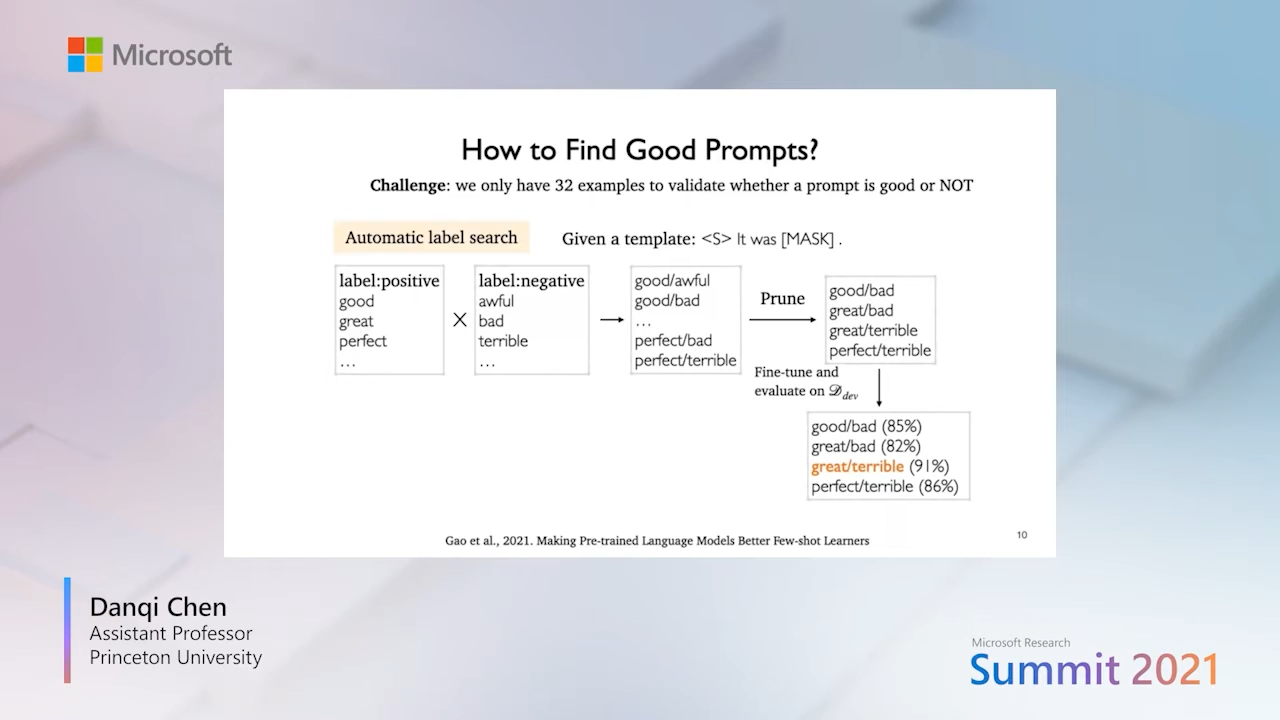 Microsoft
How to Find Good Prompts?
Challenge: we only have 32 examples to validate whether a prompt is good or NOT
Automatic label search
Given a template: <S> It was [MASK] .
label:positive
good
great
perfect
...
×
label:negative
awful
bad
terrible
...
good/awful
good/bad
...
perfect/bad
perfect/terrible
Prune
good/bad
great/bad
great/terrible
perfect/terrible
Fine-tune and
evaluate on 𝒟dev
good/bad (85%)
great/bad (82%)
great/terrible (91%)
perfect/terrible (86%)
Gao et al., 2021. Making Pre-trained Language Models Better Few-shot Learners
10
Danqi Chen
Assistant Professor
Princeton University
Microsoft Research
Summit 2021